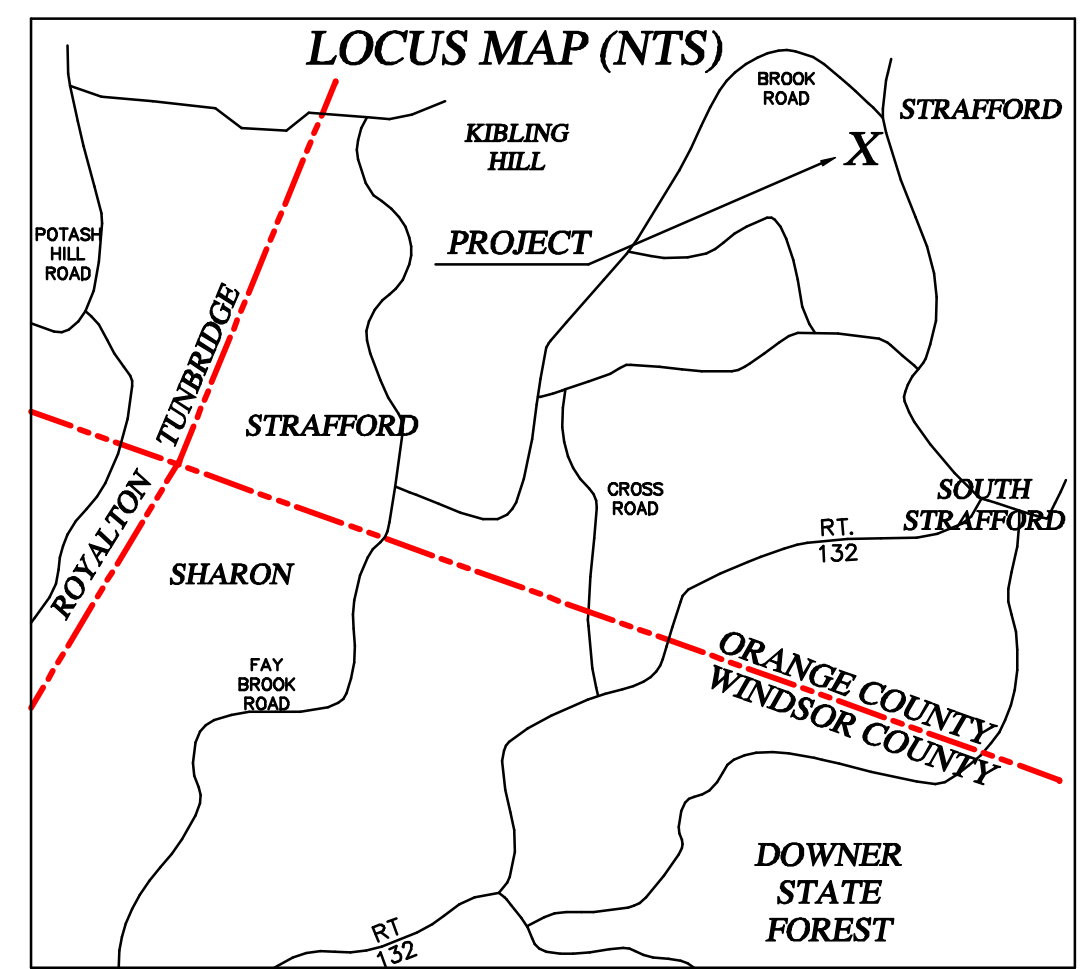 LOCUS MAP (NTS)
BROOK
ROAD
STRAFFORD
KIBLING
HILL
X
POTASH
HILL
ROAD
PROJECT
TUNBRIDGE
STRAFFORD
ROYALTON
CROSS
ROAD
SOUTH
STRAFFORD
RT.
132
SHARON
FAY
BROOK
ROAD
ORANGE COUNTY
WINDSOR COUNTY
DOWNER
STATE
FOREST
RT
132